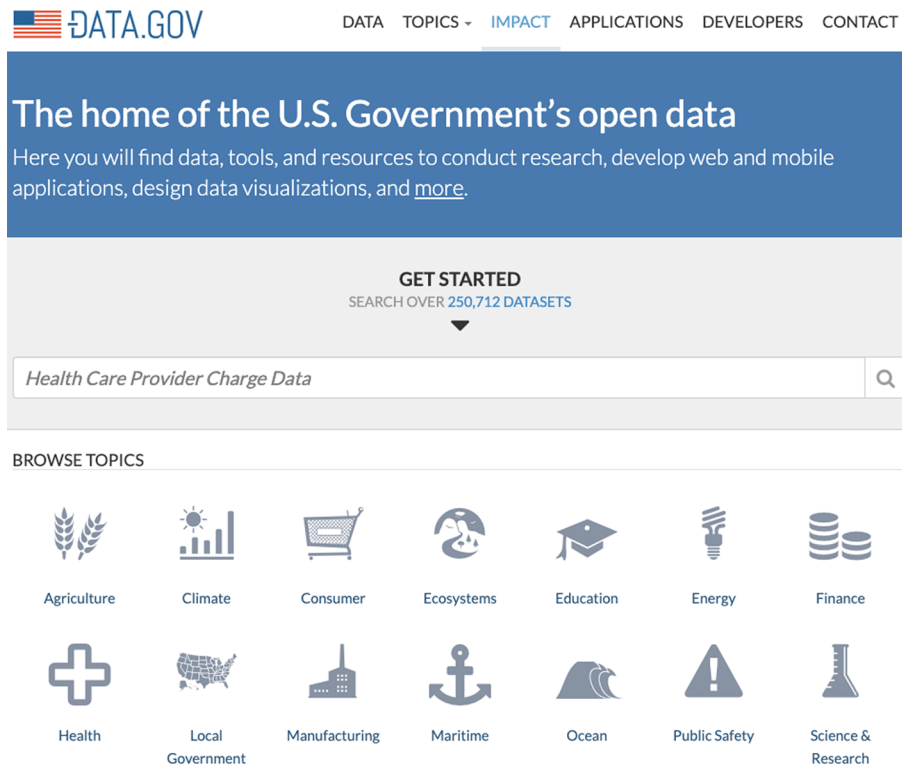 DATA.GOV
DATA TOPICS IMPACT APPLICATIONS DEVELOPERS CONTACT
The home of the U.S. Government’s open data
Here you will find data, tools, and resources to conduct research, develop web and mobile
applications, design data visualizations, and more.
GET STARTED
SEARCH OVER 250,712 DATASETS
Health Care Provider Charge Data
BROWSE TOPICS
Agriculture Climate Consumer Ecosystems Education Energy Finance
Health Local Manufacturing Maritime Ocean Public Safety Science &
Government Research